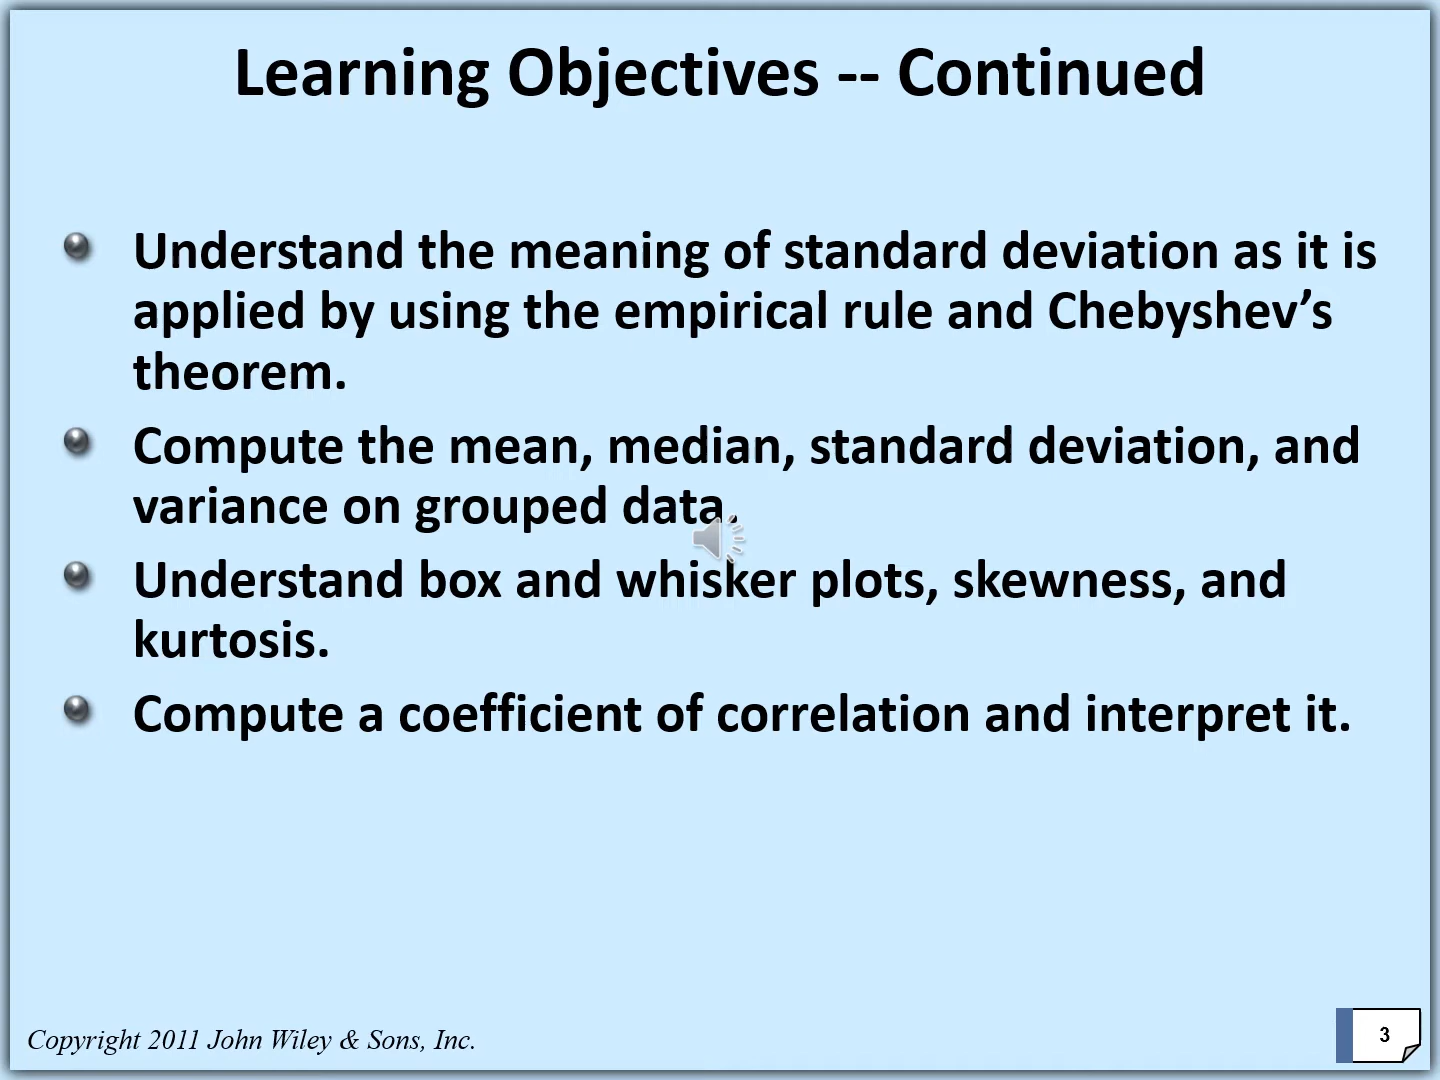 Learning Objectives -- Continued
Understand the meaning of standard deviation as it is
applied by using the empirical rule and Chebyshev’s
theorem.
Compute the mean, median, standard deviation, and
variance on grouped data.
Understand box and whisker plots, skewness, and
kurtosis.
Compute a coefficient of correlation and interpret it.
Copyright 2011 John Wiley & Sons, Inc.
3